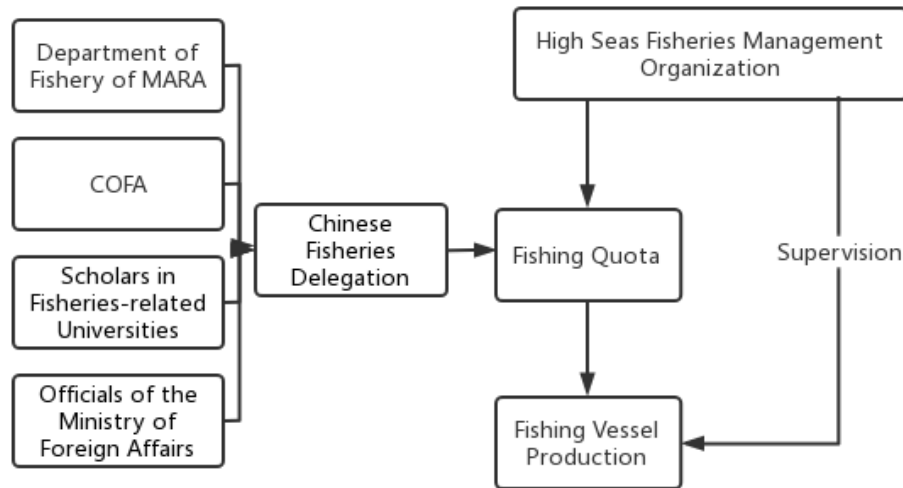 Department of
Fishery of MARA
High Seas Fisheries Management
Organization
COFA
Chinese
Fisheries
Delegation
Fishing Quota
Supervision
Scholars in
Fisheries-related
Universities
Officials of the
Ministry of
Foreign Affairs
Fishing Vessel
Production